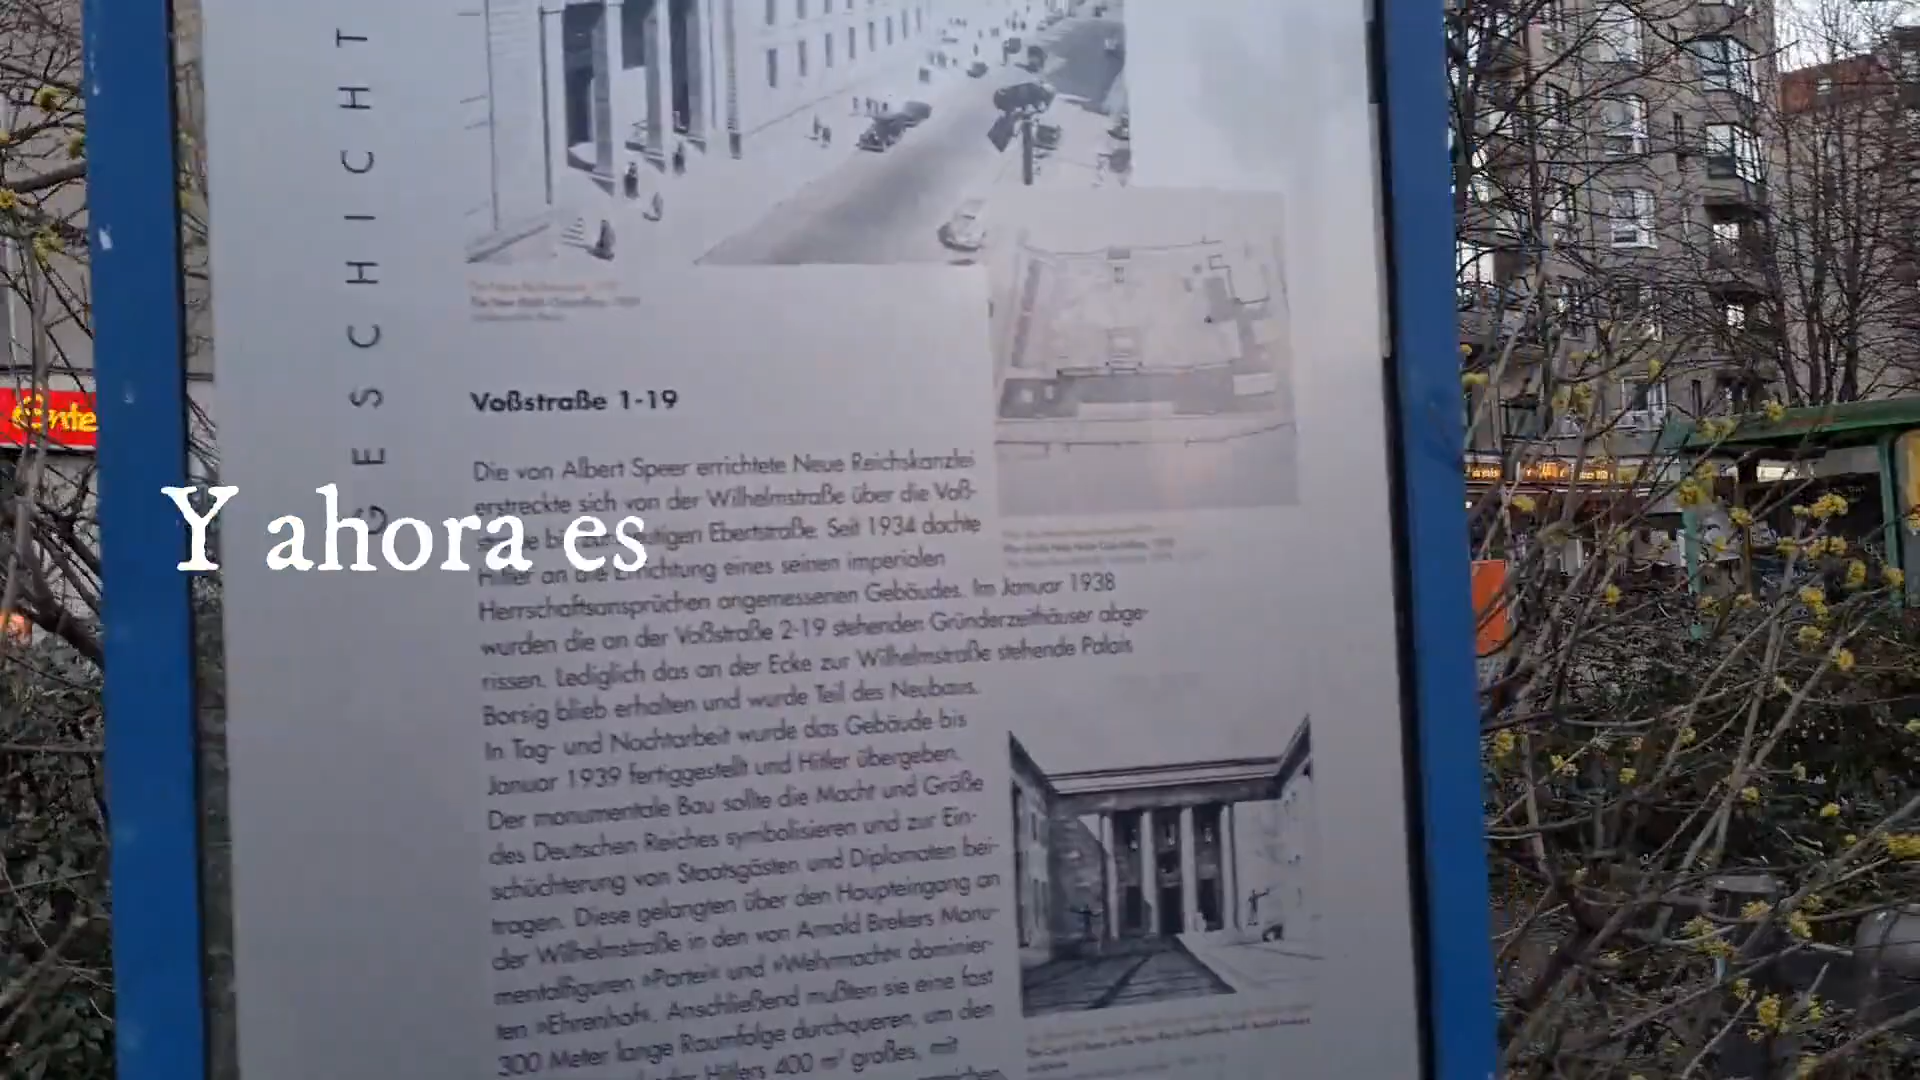 GESCHICHT
The New Reich Chancellery, 1939
Voßstraße 1-19
Die von Albert Speer errichtete Neue Reichskanzlei
erstreckte sich von der Wilhelmstraße über die Voß-
Ebertstraße. Seit 1934 dachte
Hitler an die Errichtung eines seinen imperialen
Herrschaftsansprüchen angemessenen Gebäudes. Im Januar 1938
wurden die an der Voßstraße 2-19 stehenden Gründerzeithäuser abge-
rissen. Lediglich das an der Ecke zur Wilhelmstraße stehende Palais
Borsig blieb erhalten und wurde Teil des Neubaus.
In Tag- und Nachtarbeit wurde das Gebäude bis
Januar 1939 fertiggestellt und Hitler übergeben.
Der monumentale Bau sollte die Macht und Größe
des Deutschen Reiches symbolisieren und zur Ein-
schüchterung von Staatsgästen und Diplomaten bei-
tragen. Diese gelangten über den Haupteingang an
der Wilhelmstraße in den von Arnold Brekers Monu-
mentalfiguren »Partei« und »Wehrmacht« dominier-
ten »Ehrenhof«. Anschließend mußten sie eine fast
300 Meter lange Raumfolge durchqueren, um den
Hitlers 400 m² großes, mit
Y ahora es